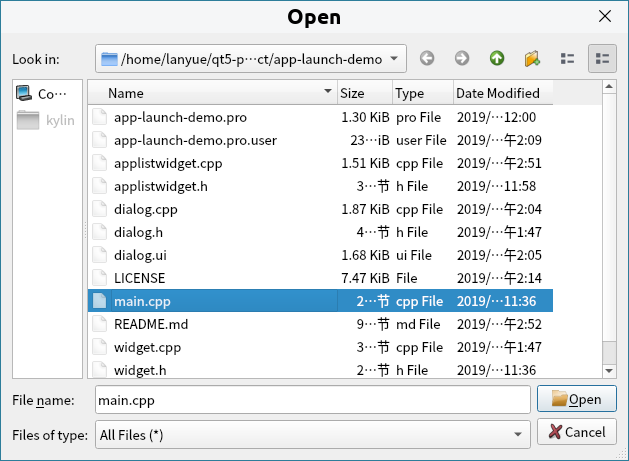 Open
Look in: /home/lanyue/qt5-p⋯ct/app-launch-demo
Co⋯
kylin
Name Size Type Date Modified
app-launch-demo.pro 1.30 KiB pro File 2019/⋯12:00
app-launch-demo.pro.user 23⋯iB user File 2019/⋯午2:09
applistwidget.cpp 1.51 KiB cpp File 2019/⋯午2:51
applistwidget.h 3⋯节 h File 2019/⋯11:58
dialog.cpp 1.87 KiB cpp File 2019/⋯午2:04
dialog.h 4⋯节 h File 2019/⋯午1:47
dialog.ui 1.68 KiB ui File 2019/⋯午2:05
LICENSE 7.47 KiB File 2019/⋯午2:14
main.cpp 2⋯节 cpp File 2019/⋯11:36
README.md 9⋯节 md File 2019/⋯午2:52
widget.cpp 3⋯节 cpp File 2019/⋯午1:47
widget.h 2⋯节 h File 2019/⋯11:36
File name: main.cpp Open
Files of type: All Files (*) Cancel